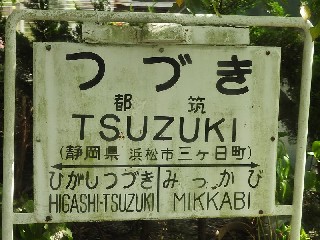 つづき
都筑
TSUZUKI
(静岡県 浜松市三ケ日町)
ひがしつづき みっかび
HIGASHI-TSUZUKI MIKKABI